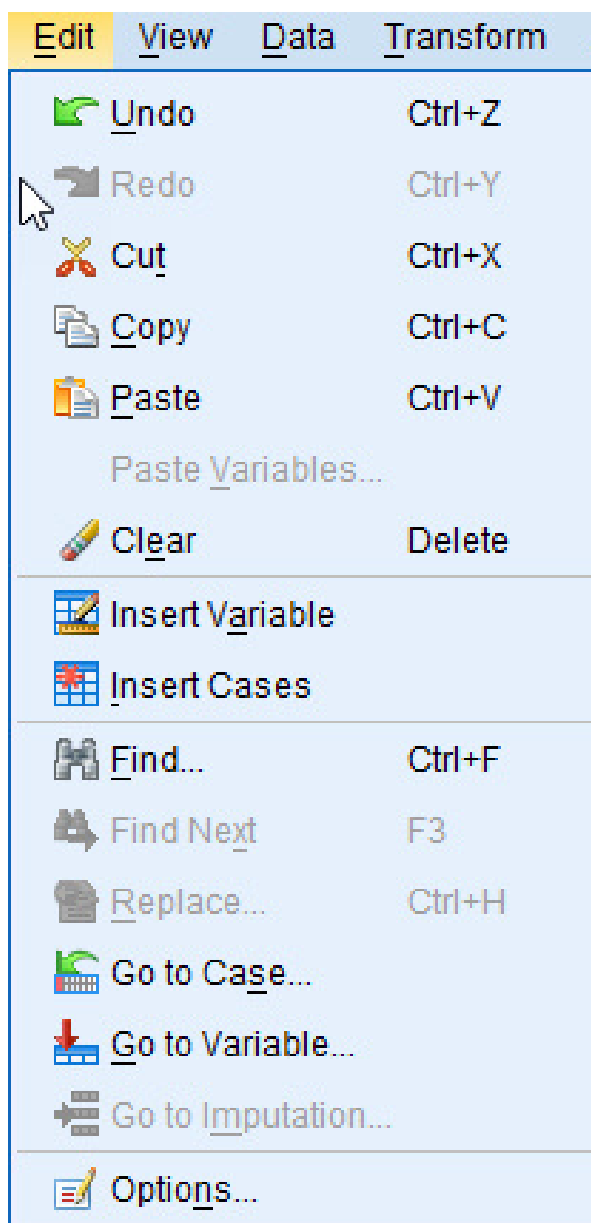 Edit View Data Transform
Undo Ctrl+Z
Redo Ctrl+Y
Cut Ctrl+X
Copy Ctrl+C
Paste Ctrl+V
Paste Variables...
Clear Delete
Insert Variable
Insert Cases
Find... Ctrl+F
Find Next F3
Replace... Ctrl+H
Go to Case...
Go to Variable...
Go to Imputation...
Options...